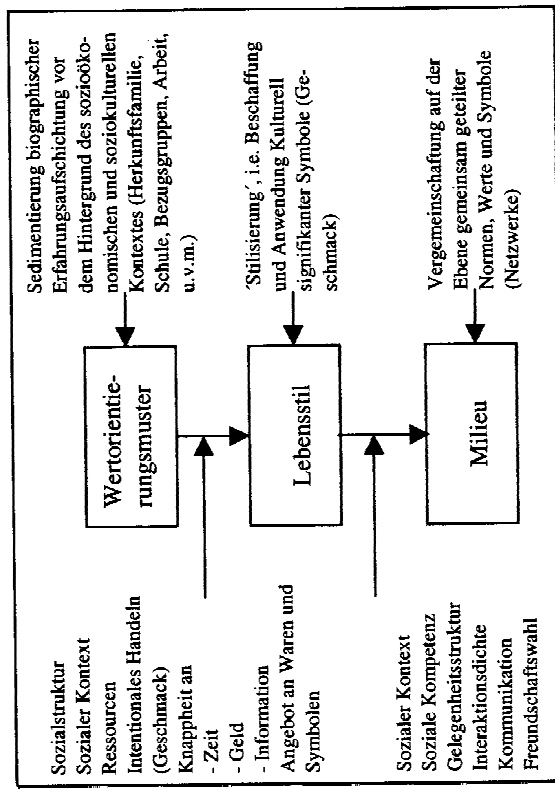 Sozialstruktur
Sozialer Kontext
Ressourcen
Intentionales Handeln
(Geschmack)
Knappheit an
- Zeit
- Geld
- Information
Angebot an Waren und
Symbolen
Sozialer Kontext
Soziale Kompetenz
Gelegenheitsstruktur
Interaktionsdichte
Kommunikation
Freundschaftswahl
Wertorientie-
rungsmuster
Lebensstil
Milieu
Sedimentierung biographischer
Erfahrungsaufschichtung vor
dem Hintergrund des sozioöko-
nomischen und soziokulturellen
Kontextes (Herkunftsfamilie,
Schule, Bezugsgruppen, Arbeit,
u.v.m.)
´Stilisierung´, i.e. Beschaffung
und Anwendung Kulturell
signifikanter Symbole (Ge-
schmack)
Vergemeinschaftung auf der
Ebene gemeinsam geteilter
Normen, Werte und Symbole
(Netzwerke)